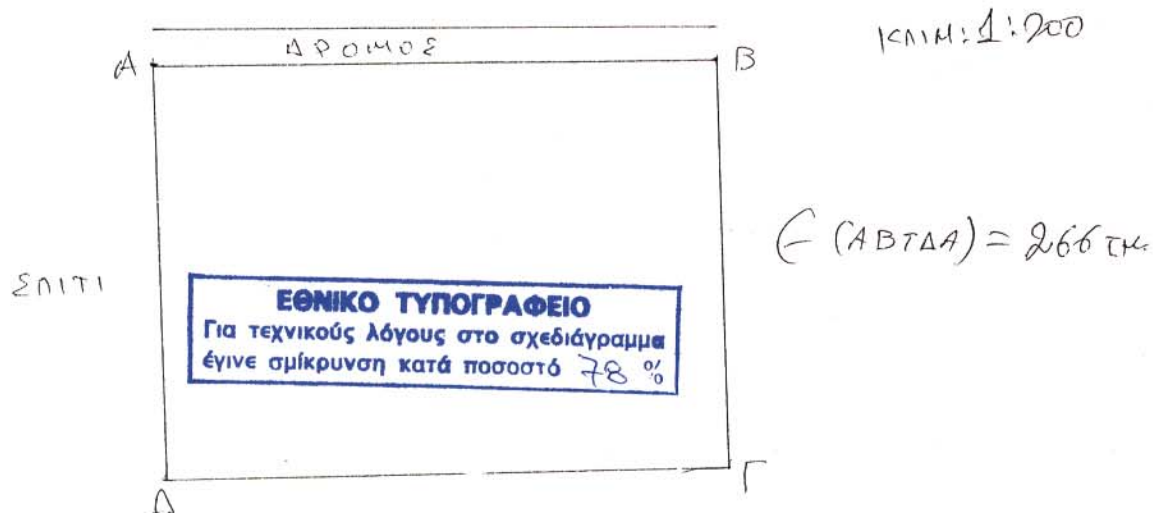 ΚΛΙΜ: 1:200
ΔΡΟΜΟΣ
Α
Β
Ε (ΑΒΓΔΑ) = 266 τμ.
ΣΠΙΤΙ
ΕΘΝΙΚΟ ΤΥΠΟΓΡΑΦΕΙΟ
Για τεχνικούς λόγους στο σχεδιάγραμμα
έγινε σμίκρυνση κατά ποσοστό 78 %
Δ
Γ